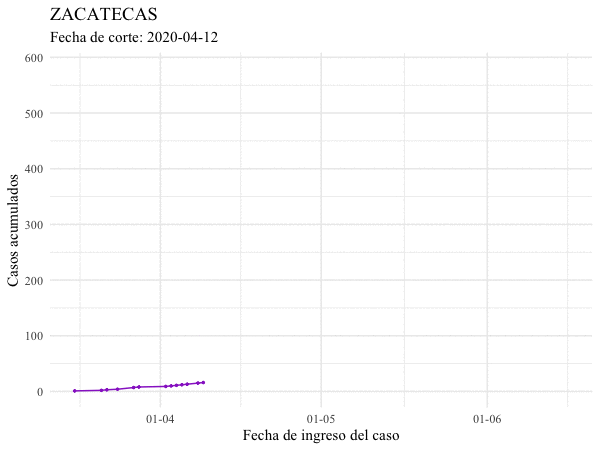 ZACATECAS
Fecha de corte: 2020-04-12
600
500
400
300
200
100
0
Casos acumulados
01-04 01-05 01-06
Fecha de ingreso del caso